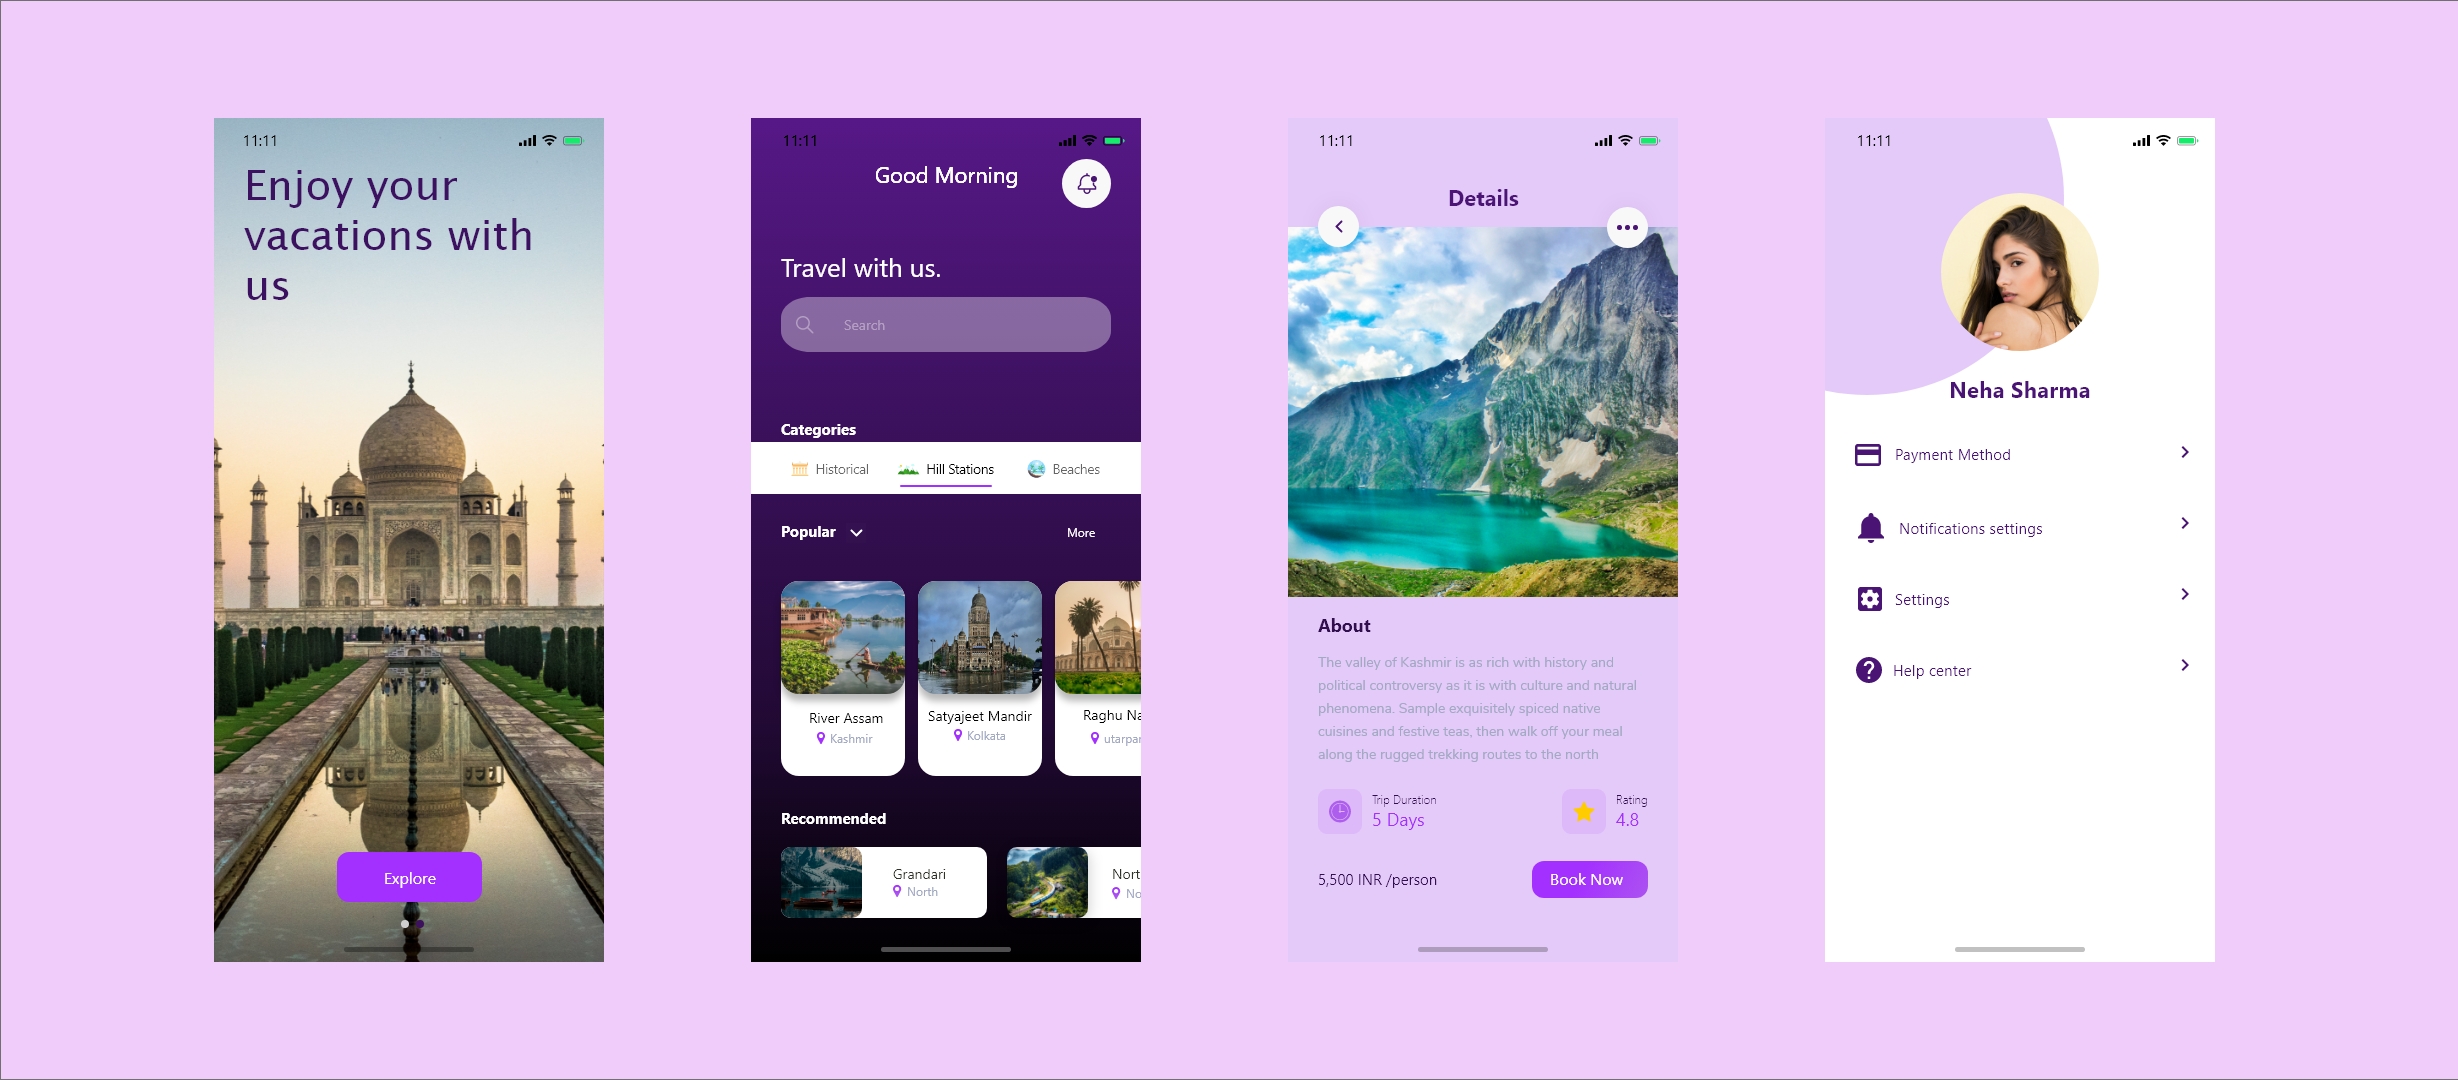 11:11
Enjoy your
vacations with
us
Explore
11:11
Good Morning
Travel with us.
Search
Categories
Historical
Hill Stations
Beaches
Popular
More
River Assam
Kashmir
Satyajeet Mandir
Kolkata
Raghu Na
utarpar
Recommended
Grandari
North
Nort
No
11:11
Details
About
The valley of Kashmir is as rich with history and
political controversy as it is with culture and natural
phenomena. Sample exquisitely spiced native
cuisines and festive teas, then walk off your meal
along the rugged trekking routes to the north
Trip Duration
5 Days
Rating
4.8
5,500 INR /person
Book Now
11:11
Neha Sharma
Payment Method
Notifications settings
Settings
Help center